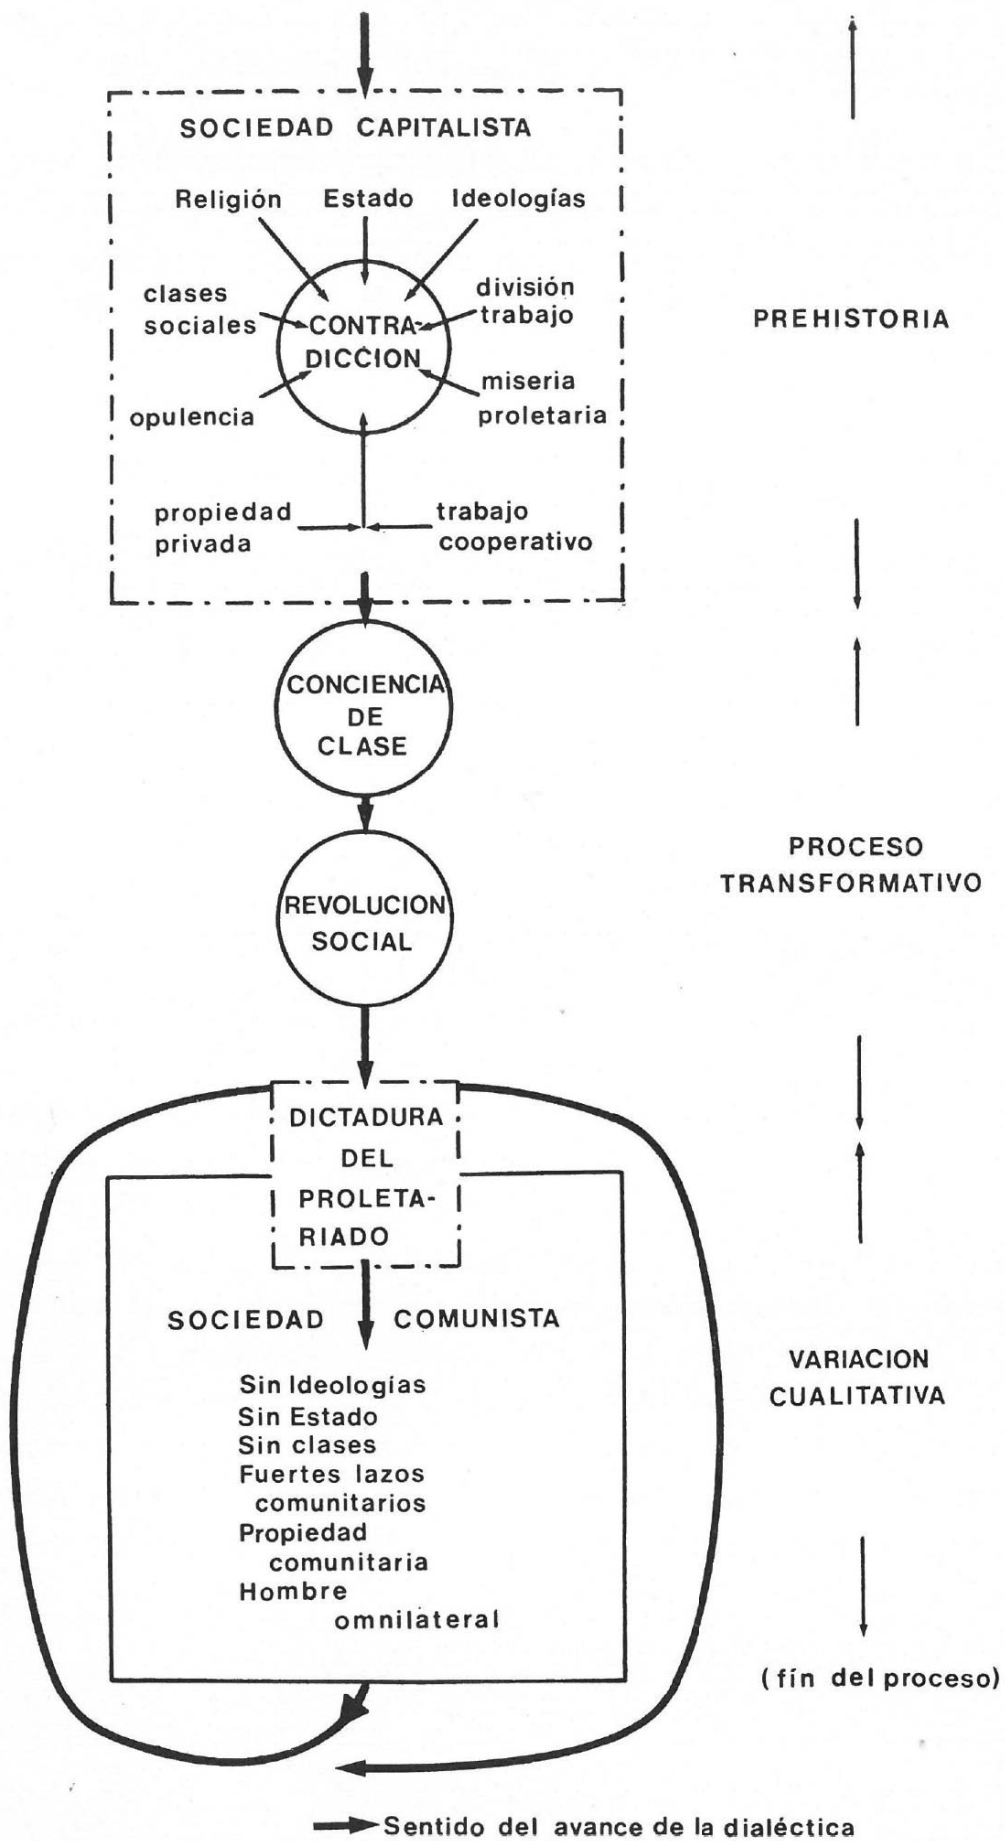 SOCIEDAD CAPITALISTA
Religión Estado Ideologías
clases
sociales
división
trabajo
CONTRA-
DICCION
opulencia
miseria
proletaria
propiedad
privada
trabajo
cooperativo
PREHISTORIA
CONCIENCIA
DE
CLASE
REVOLUCION
SOCIAL
PROCESO
TRANSFORMATIVO
DICTADURA
DEL
PROLETA-
RIADO
SOCIEDAD COMUNISTA
Sin Ideologías
Sin Estado
Sin clases
Fuertes lazos
comunitarios
Propiedad
comunitaria
Hombre
omnilateral
VARIACION
CUALITATIVA
(fín del proceso)
Sentido del avance de la dialéctica